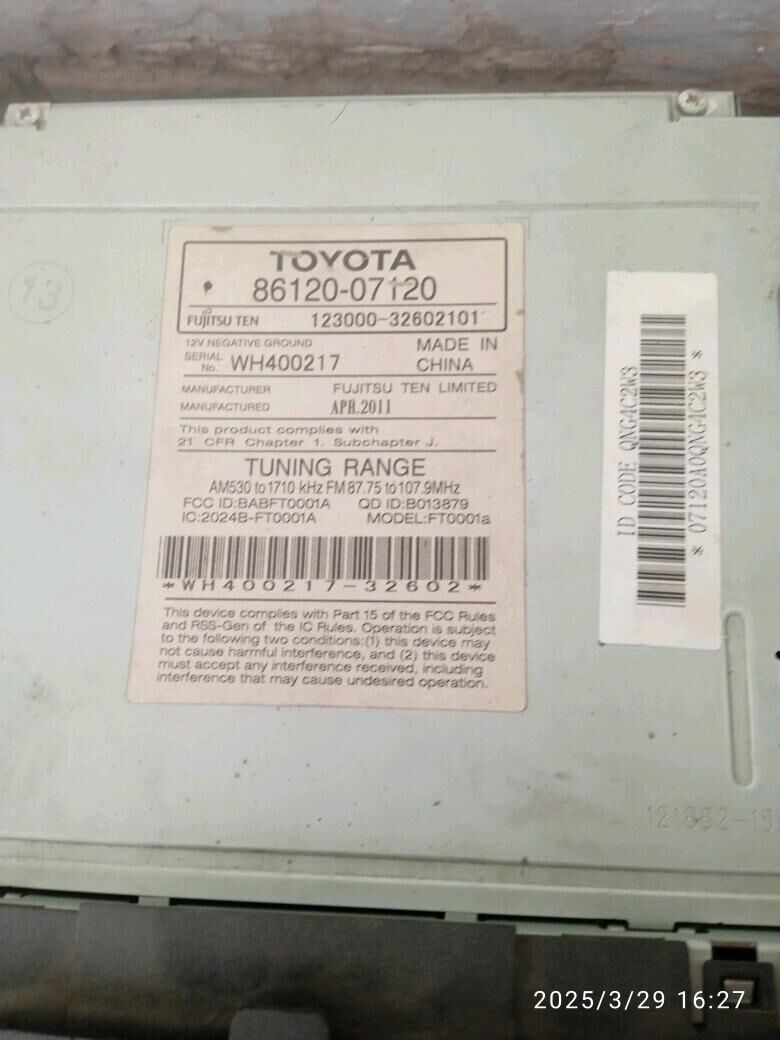 13
TOYOTA
86120-07120
FUJITSU TEN 123000-32602101
12V NEGATIVE GROUND
MADE IN
CHINA
SERIAL
No. WH400217
MANUFACTURER FUJITSU TEN LIMITED
MANUFACTURED APR.2011
This product complies with
21 CFR Chapter 1. Subchapter J.
TUNING RANGE
AM530 to 1710 kHz FM 87.75 to 107.9MHz
FCC ID:BABFT0001A QD ID:B013879
IC:2024B-FT0001A MODEL:FT0001a
*WH400217-32602*
This device complies with Part 15 of the FCC Rules
and RSS-Gen of the IC Rules. Operation is subject
to the following two conditions:(1) this device may
not cause harmful interference, and (2) this device
must accept any interference received, including
interference that may cause undesired operation.
ID CODE QNG4C2W3
* 07120A0QNG4C2W3 *
2025/3/29 16:27